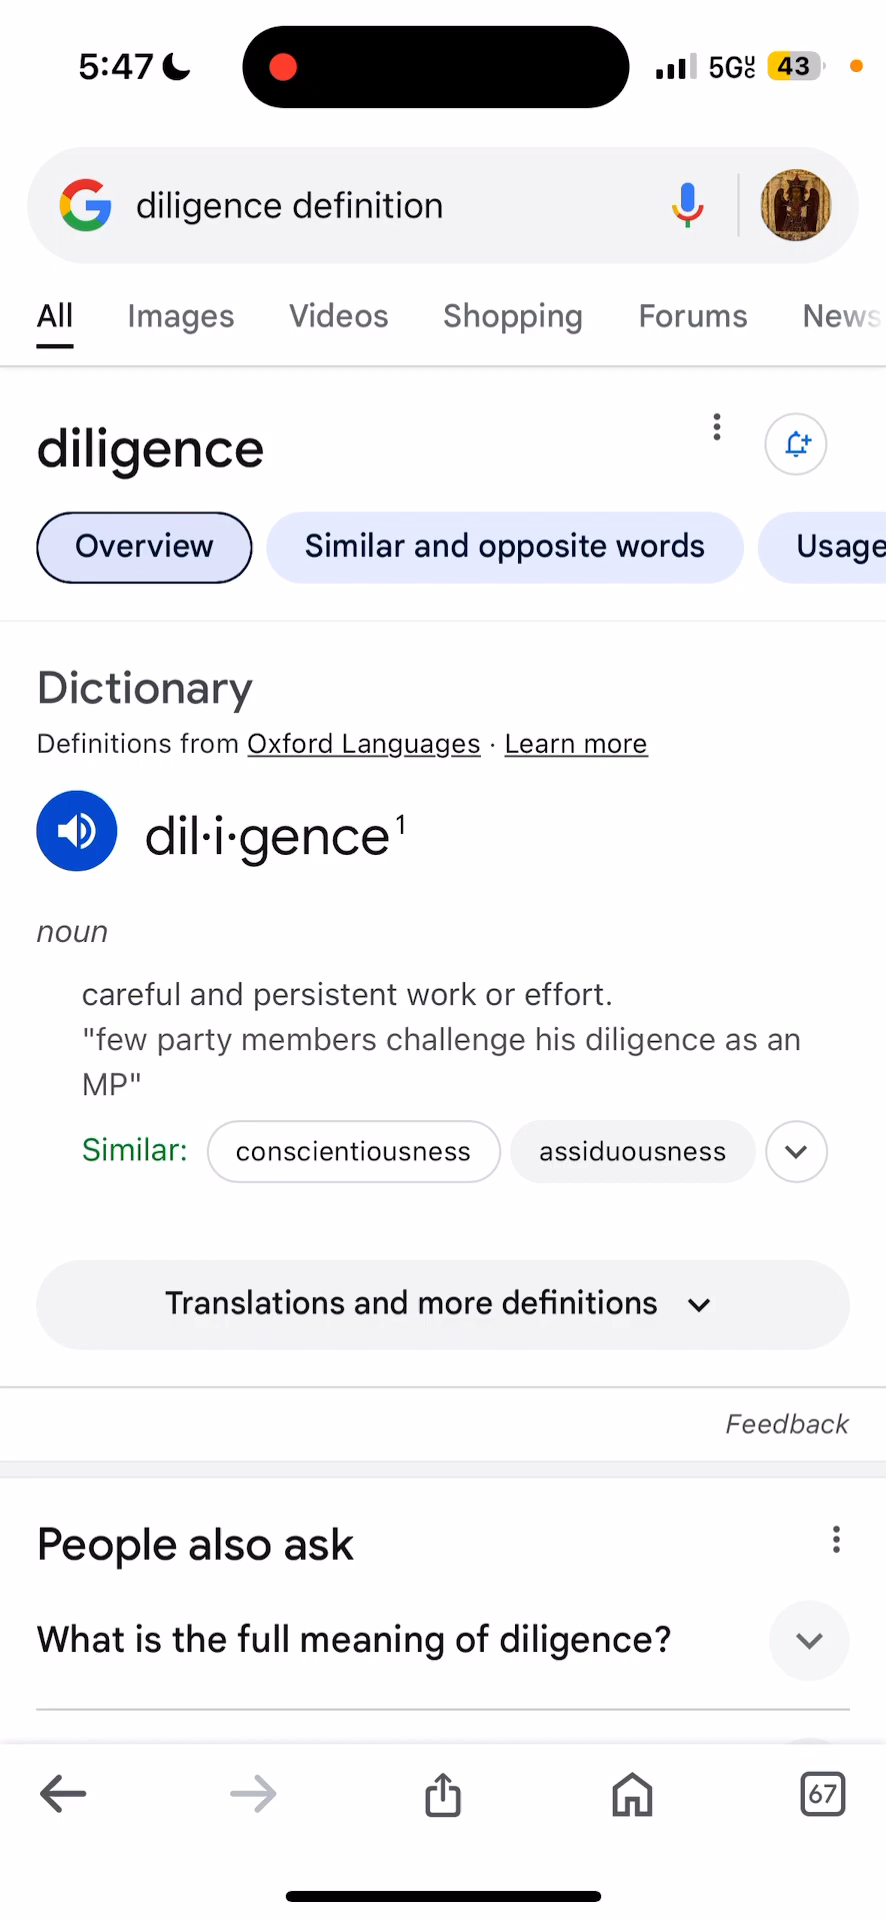 5:47
5G UC
43
diligence definition
All Images Videos Shopping Forums News
diligence
Overview Similar and opposite words Usage
Dictionary
Definitions from Oxford Languages · Learn more
dil·i·gence¹
noun
careful and persistent work or effort.
"few party members challenge his diligence as an
MP"
Similar: conscientiousness assiduousness
Translations and more definitions
Feedback
People also ask
What is the full meaning of diligence?
67